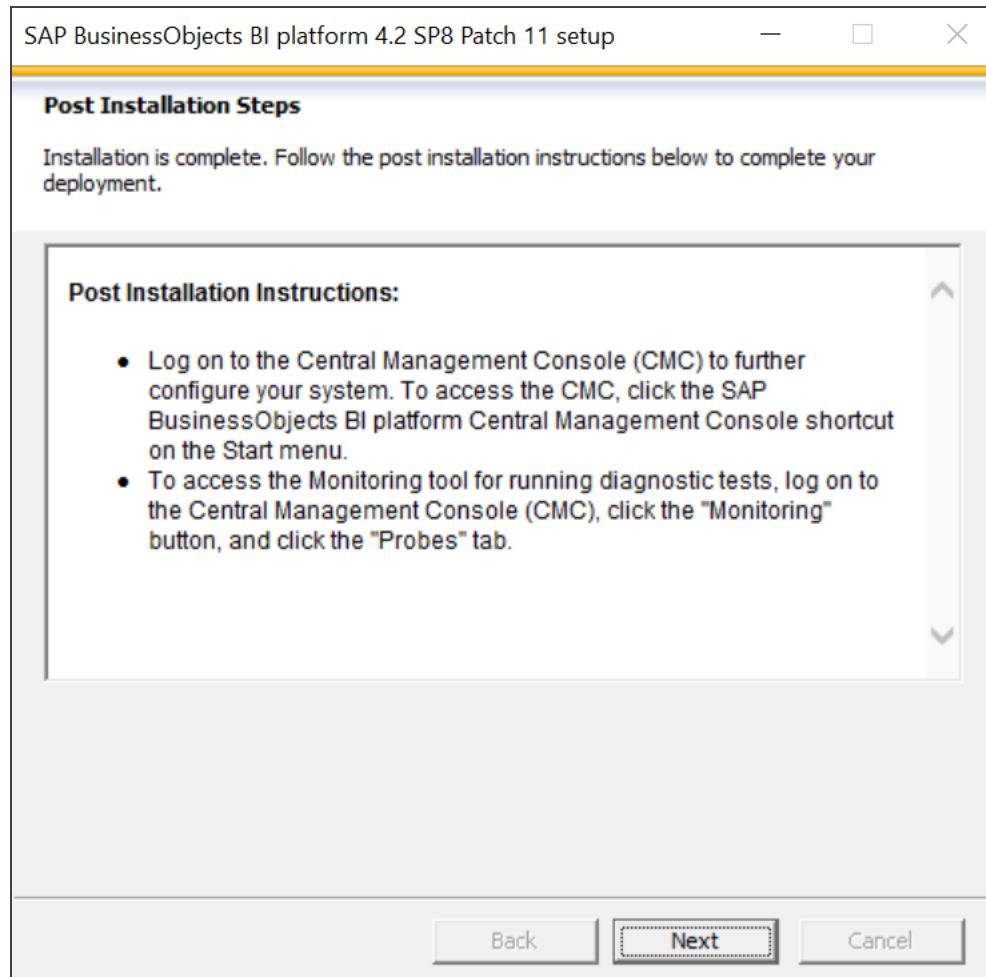 SAP BusinessObjects BI platform 4.2 SP8 Patch 11 setup
Post Installation Steps
Installation is complete. Follow the post installation instructions below to complete your
deployment.
Post Installation Instructions:
● Log on to the Central Management Console (CMC) to further
configure your system. To access the CMC, click the SAP
BusinessObjects BI platform Central Management Console shortcut
on the Start menu.
● To access the Monitoring tool for running diagnostic tests, log on to
the Central Management Console (CMC), click the "Monitoring"
button, and click the "Probes" tab.
Back Next Cancel